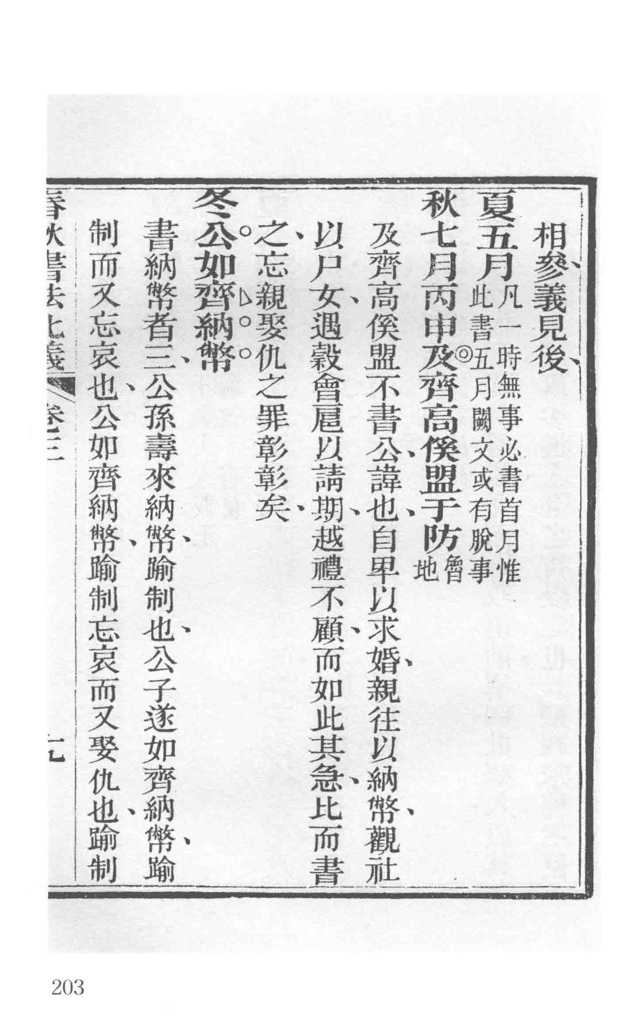 相參義見後、
夏五月凡一時無事必書首月惟
此書五月闕文或有脫事
秋七月丙申及齊高傒盟于防魯
地
及齊高傒盟不書公諱也自卑以求婚親往以納幣觀社
以尸女遇穀會扈以請期越禮不顧而如此其急比而書
之忘親娶仇之罪彰彰矣
冬公如齊納幣
書納幣者三公孫壽來納幣踰制也公子遂如齊納幣踰
制而又忘哀也公如齊納幣踰制忘哀而又娶仇也踰制
春秋書法比義 卷三 十九
203